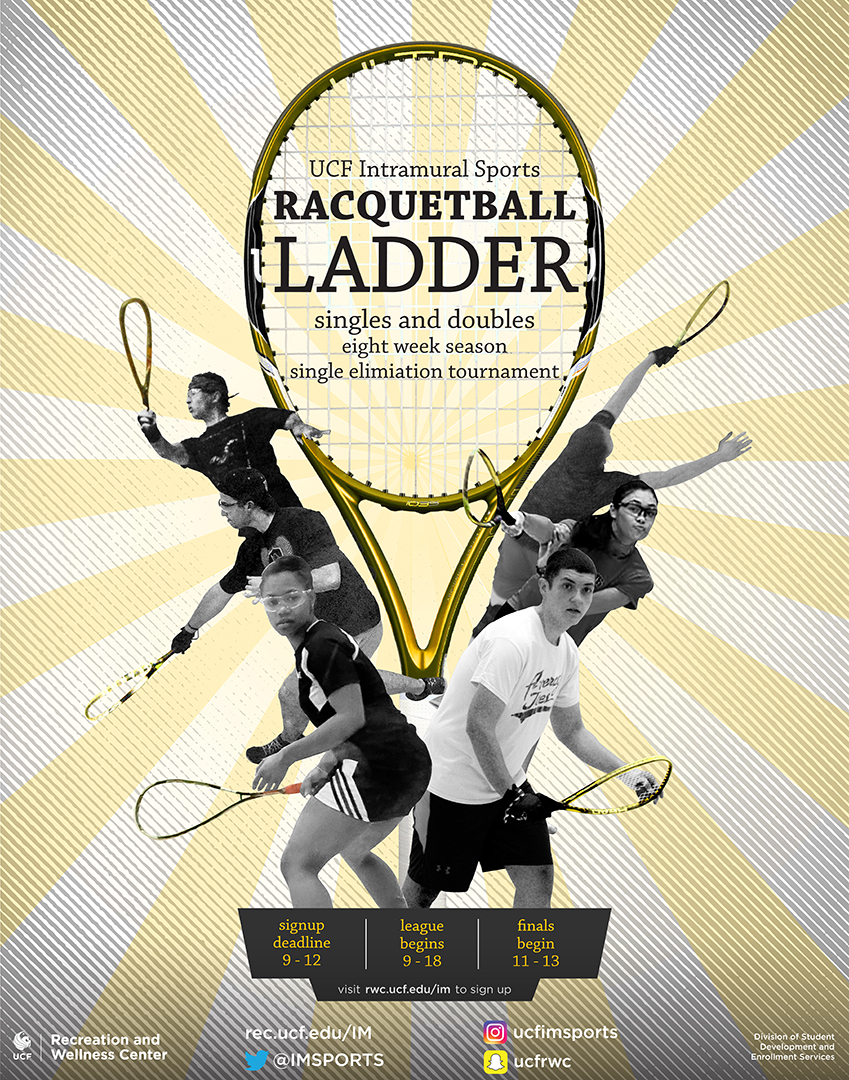 UCF Intramural Sports
RACQUETBALL
LADDER
singles and doubles
eight week season
single elimiation tournament
signup
deadline
9 - 12
league
begins
9 - 18
finals
begin
11 - 13
visit rwc.ucf.edu/im to sign up
UCF
Recreation and
Wellness Center
rec.ucf.edu/IM
@IMSPORTS
ucfimsports
ucfrwc
Division of Student
Development and
Enrollment Services